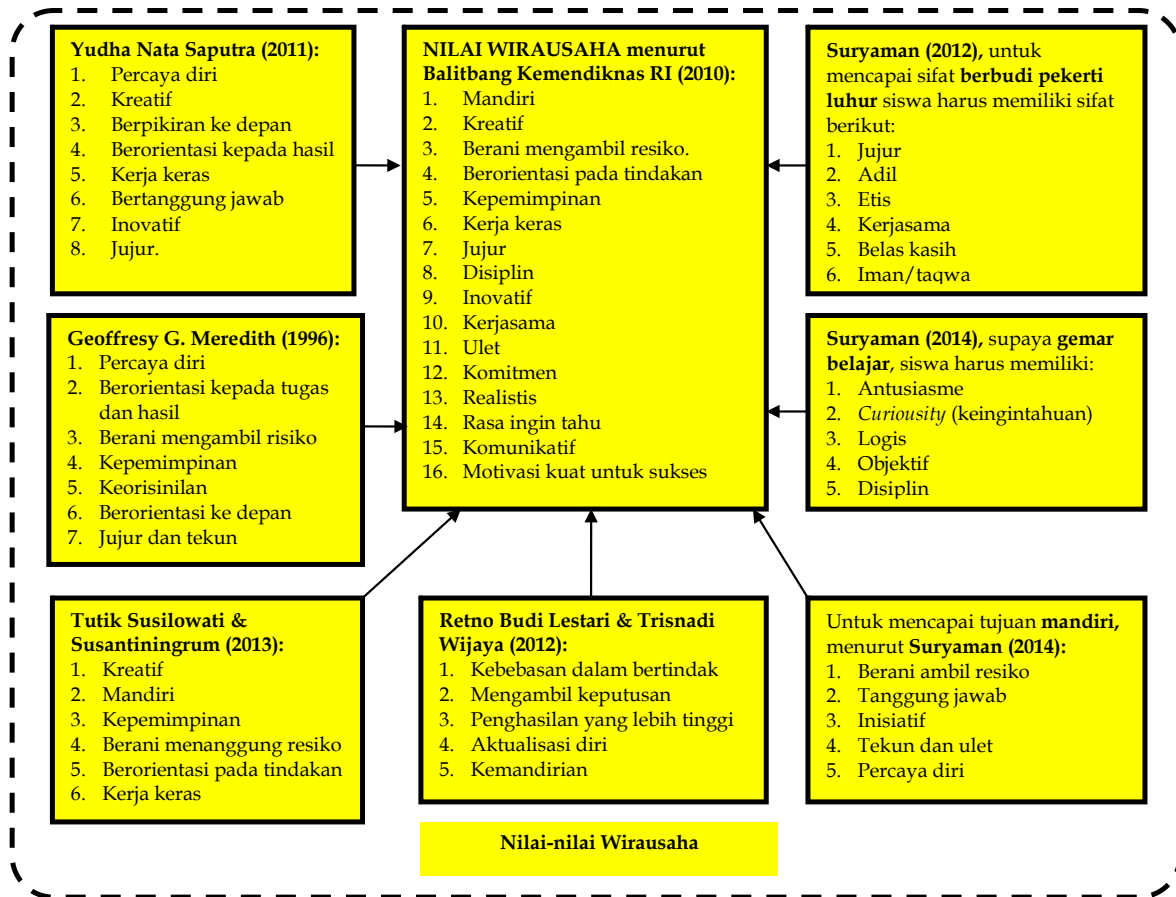 Yudha Nata Saputra (2011):
1. Percaya diri
2. Kreatif
3. Berpikiran ke depan
4. Berorientasi kepada hasil
5. Kerja keras
6. Bertanggung jawab
7. Inovatif
8. Jujur.
NILAI WIRAUSAHA menurut
Balitbang Kemendiknas RI (2010):
1. Mandiri
2. Kreatif
3. Berani mengambil resiko.
4. Berorientasi pada tindakan
5. Kepemimpinan
6. Kerja keras
7. Jujur
8. Disiplin
9. Inovatif
10. Kerjasama
11. Ulet
12. Komitmen
13. Realistis
14. Rasa ingin tahu
15. Komunikatif
16. Motivasi kuat untuk sukses
Suryaman (2012), untuk
mencapai sifat berbudi pekerti
luhur siswa harus memiliki sifat
berikut:
1. Jujur
2. Adil
3. Etis
4. Kerjasama
5. Belas kasih
6. Iman/taqwa
Geoffresy G. Meredith (1996):
1. Percaya diri
2. Berorientasi kepada tugas
dan hasil
3. Berani mengambil risiko
4. Kepemimpinan
5. Keorisinilan
6. Berorientasi ke depan
7. Jujur dan tekun
Suryaman (2014), supaya gemar
belajar, siswa harus memiliki:
1. Antusiasme
2. Curiousity (keingintahuan)
3. Logis
4. Objektif
5. Disiplin
Tutik Susilowati &
Susantiningrum (2013):
1. Kreatif
2. Mandiri
3. Kepemimpinan
4. Berani menanggung resiko
5. Berorientasi pada tindakan
6. Kerja keras
Retno Budi Lestari & Trisnadi
Wijaya (2012):
1. Kebebasan dalam bertindak
2. Mengambil keputusan
3. Penghasilan yang lebih tinggi
4. Aktualisasi diri
5. Kemandirian
Untuk mencapai tujuan mandiri,
menurut Suryaman (2014):
1. Berani ambil resiko
2. Tanggung jawab
3. Inisiatif
4. Tekun dan ulet
5. Percaya diri
Nilai-nilai Wirausaha